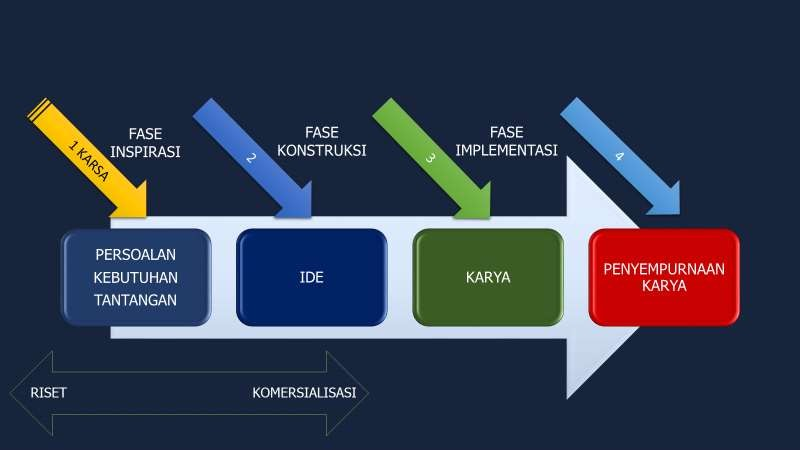 1 KARSA
FASE
INSPIRASI
2
FASE
KONSTRUKSI
3
FASE
IMPLEMENTASI
4
PERSOALAN
KEBUTUHAN
TANTANGAN
IDE
KARYA
PENYEMPURNAAN
KARYA
RISET
KOMERSIALISASI